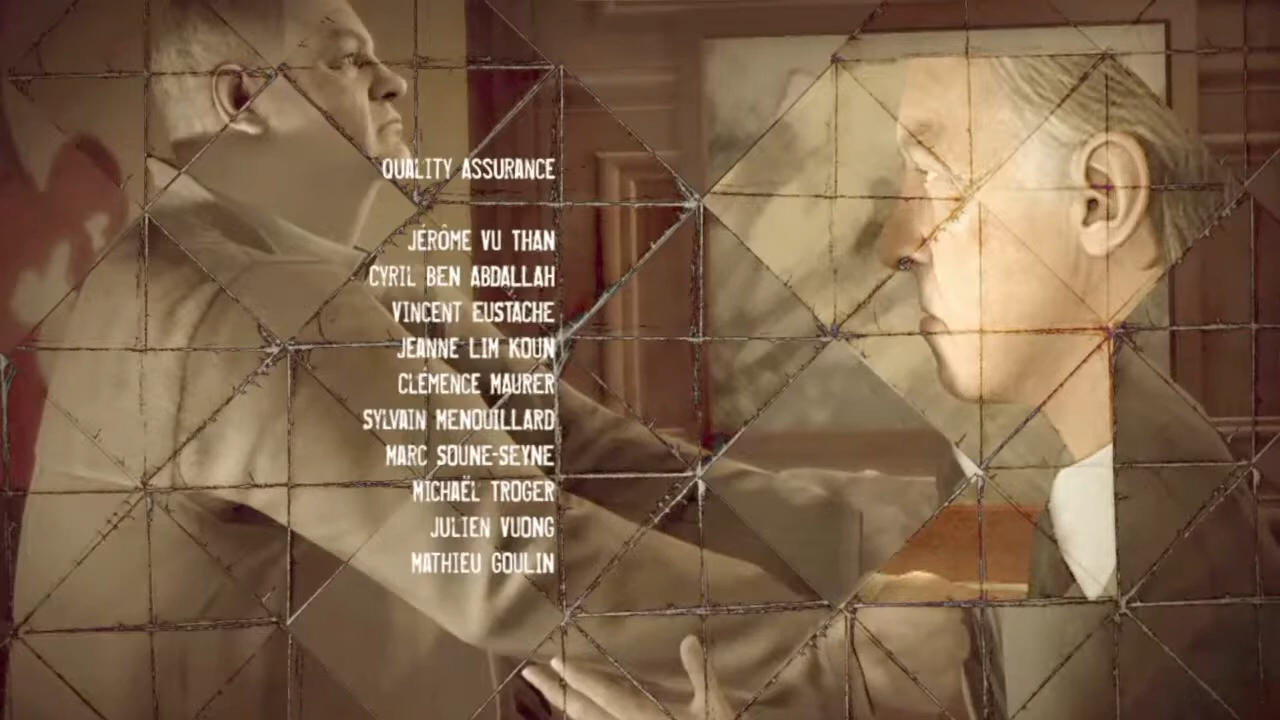 QUALITY ASSURANCE
JÉRÔME VU THAN
CYRIL BEN ABDALLAH
VINCENT EUSTACHE
JEANNE LIM KOUN
CLÉMENCE MAURER
SYLVAIN MENOUILLARD
MARC SOUNE-SEYNE
MICHAËL TROGER
JULIEN VUONG
MATHIEU GOULIN